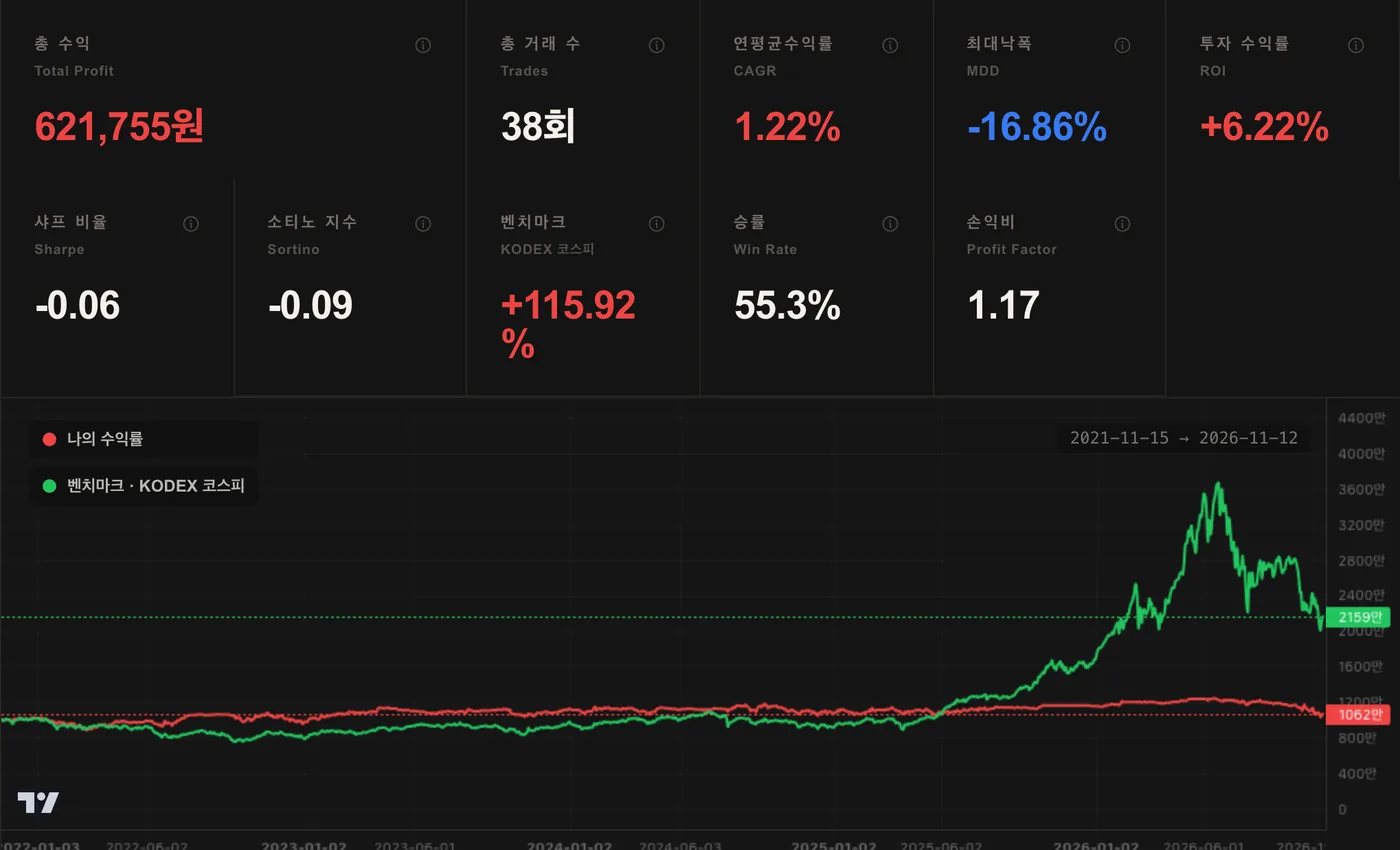 총 수익
Total Profit
621,755원
총 거래 수
Trades
38회
연평균수익률
CAGR
1.22%
최대낙폭
MDD
-16.86%
투자 수익률
ROI
+6.22%
샤프 비율
Sharpe
-0.06
소티노 지수
Sortino
-0.09
벤치마크
KODEX 코스피
+115.92
%
승률
Win Rate
55.3%
손익비
Profit Factor
1.17
나의 수익률
벤치마크 · KODEX 코스피
2021-11-15 → 2026-11-12
4400만
4000만
3600만
3200만
2800만
2400만
2159만
2000만
1600만
1200만
1062만
800만
400만
0
022-01-03 2022-06-02 2023-01-02 2023-06-01 2024-01-02 2024-06-03 2025-01-02 2025-06-02 2026-01-02 2026-06-01 2026-1